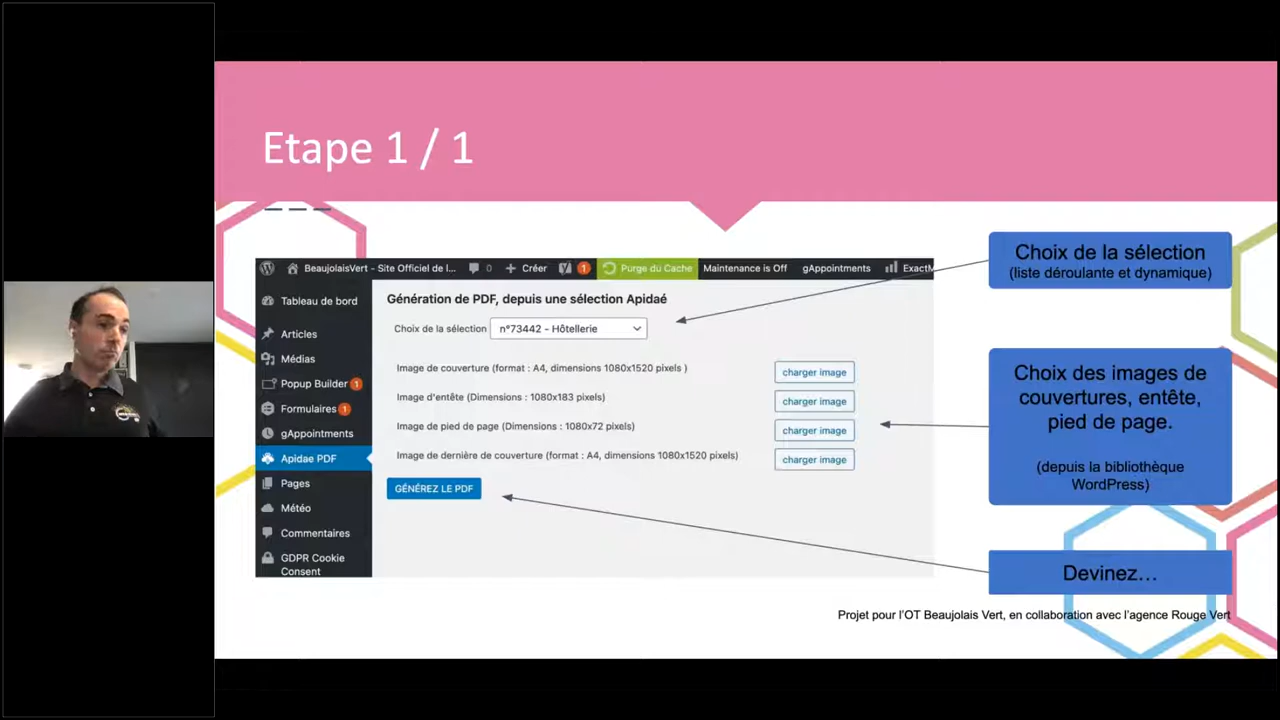 Etape 1 / 1
BeaujolaisVert - Site Officiel de l...
0
Créer
1
Purge du Cache
Maintenance is Off
gAppointments
ExactM
Tableau de bord
Articles
Médias
Popup Builder 1
Formulaires 1
gAppointments
Apidae PDF
Pages
Météo
Commentaires
GDPR Cookie
Consent
Génération de PDF, depuis une sélection Apidaé
Choix de la sélection n°73442 - Hôtellerie
Image de couverture (format : A4, dimensions 1080x1520 pixels ) charger image
Image d'entête (Dimensions : 1080x183 pixels) charger image
Image de pied de page (Dimensions : 1080x72 pixels) charger image
Image de dernière de couverture (format : A4, dimensions 1080x1520 pixels) charger image
GÉNÉREZ LE PDF
Choix de la sélection
(liste déroulante et dynamique)
Choix des images de
couvertures, entête,
pied de page.
(depuis la bibliothèque
WordPress)
Devinez...
Projet pour l'OT Beaujolais Vert, en collaboration avec l'agence Rouge Vert